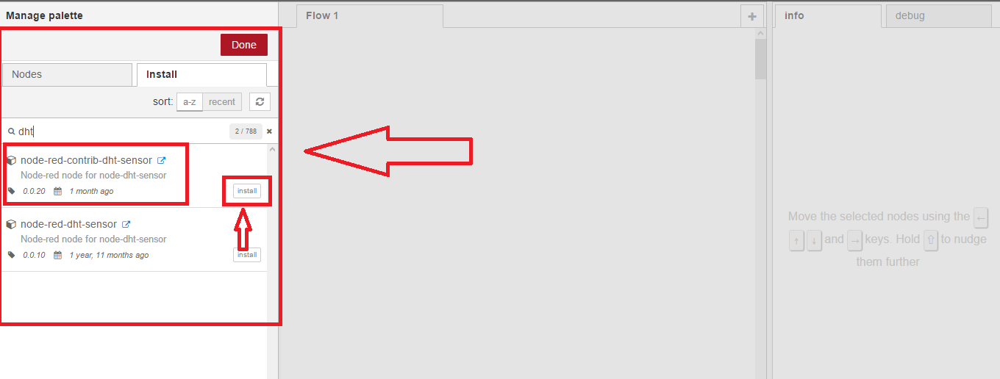 Manage palette
Flow 1
+
info
debug
Done
Nodes
Install
sort: a-z recent
dht
2 / 788
×
node-red-contrib-dht-sensor
Node-red node for node-dht-sensor
0.0.20 1 month ago
install
node-red-dht-sensor
Node-red node for node-dht-sensor
0.0.10 1 year, 11 months ago
install
Move the selected nodes using the ←
↑ ↓ and → keys. Hold ⇧ to nudge
them further